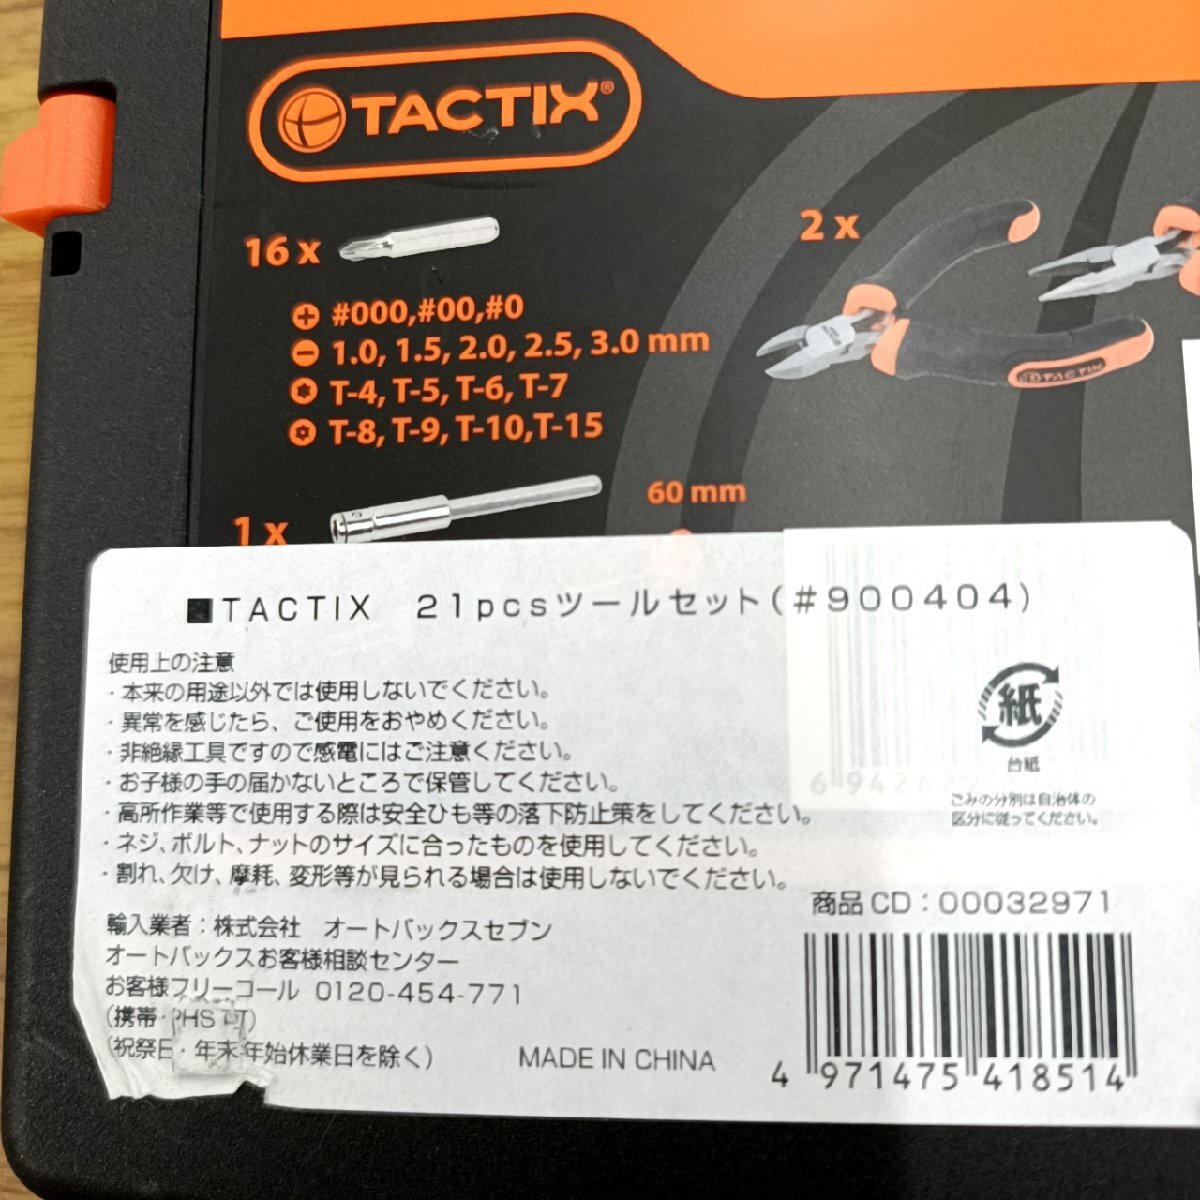 TACTIX®
16 x
#000,#00,#0
1.0, 1.5, 2.0, 2.5, 3.0 mm
T-4, T-5, T-6, T-7
T-8, T-9, T-10,T-15
2 x
TACTIX
1 x
60 mm
■TACTIX 21pcsツールセット(#900404)
使用上の注意
・本来の用途以外では使用しないでください。
・異常を感じたら、ご使用をおやめください。
・非絶縁工具ですので感電にはご注意ください。
・お子様の手の届かないところで保管してください。
・高所作業等で使用する際は安全ひも等の落下防止策をしてください。
・ネジ、ボルト、ナットのサイズに合ったものを使用してください。
・割れ、欠け、摩耗、変形等が見られる場合は使用しないでください。
輸入業者：株式会社 オートバックスセブン
オートバックスお客様相談センター
お客様フリーコール 0120-454-771
(携帯・PHS可)
(祝祭日・年末年始休業日を除く)
MADE IN CHINA
紙
台紙
ごみの分別は自治体の
区分に従ってください。
商品CD：00032971
4 971475 418514